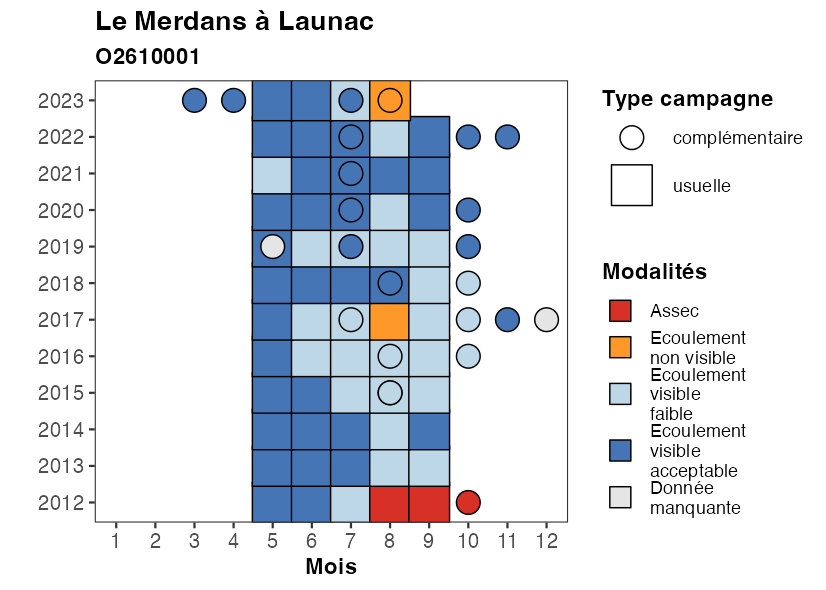 Le Merdans à Launac
O2610001
2023
2022
2021
2020
2019
2018
2017
2016
2015
2014
2013
2012
1 2 3 4 5 6 7 8 9 10 11 12
Mois
Type campagne
complémentaire
usuelle
Modalités
Assec
Ecoulement
non visible
Ecoulement
visible
faible
Ecoulement
visible
acceptable
Donnée
manquante